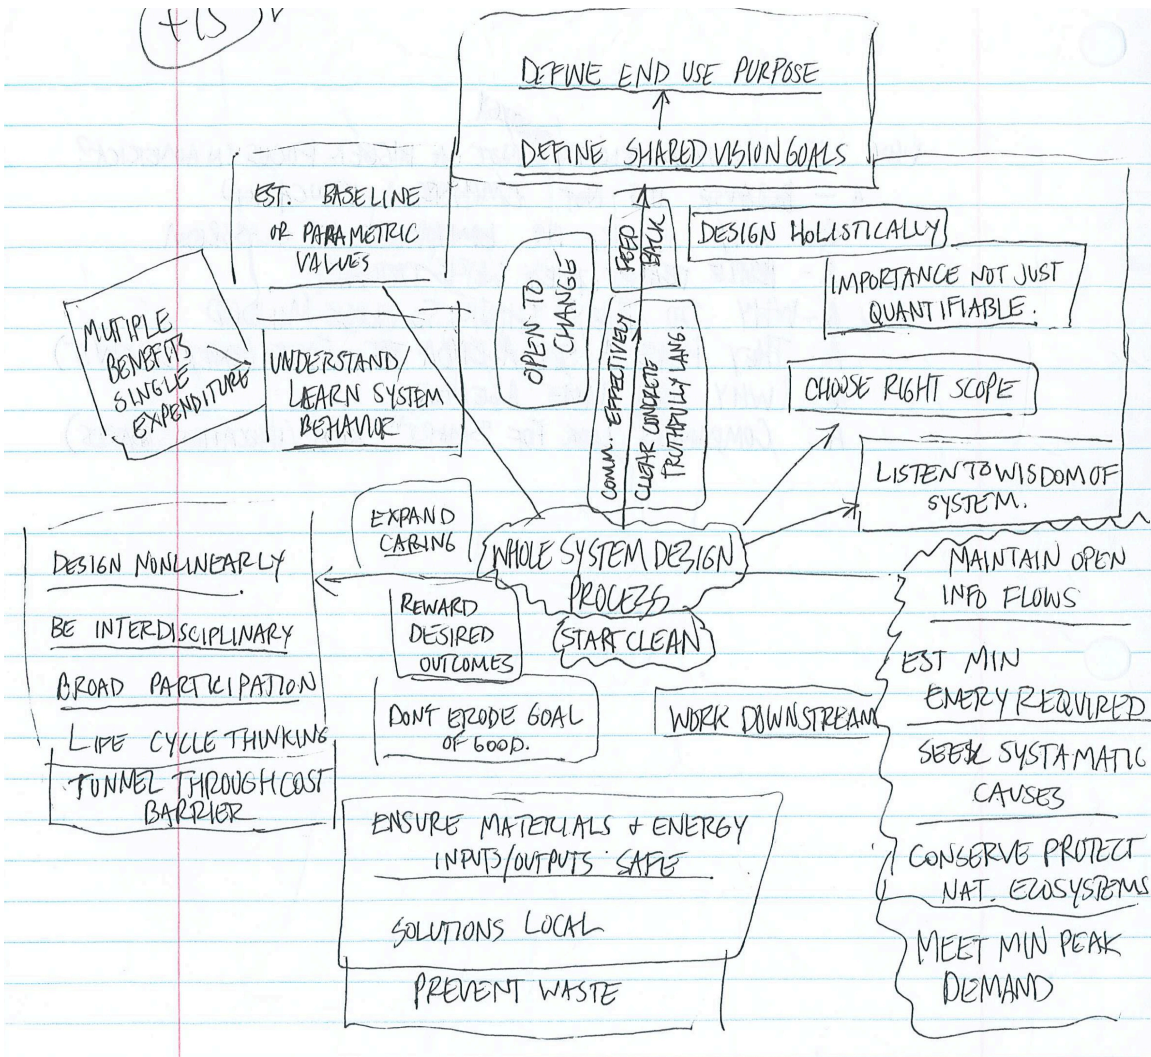 +15
DEFINE END USE PURPOSE
DEFINE SHARED VISION GOALS
EST. BASELINE
OR PARAMETRIC
VALUES
MUTIPLE
BENEFITS
SINGLE
EXPENDITURE
UNDERSTAND/
LEARN SYSTEM
BEHAVIOR
OPEN TO
CHANGE
FEED
BACK
COMM. EFFECTIVELY
CLEAR CONCRETE
TRUTHAFULLY LANG.
DESIGN HOLISTICALLY
IMPORTANCE NOT JUST
QUANTIFIABLE.
CHOOSE RIGHT SCOPE
LISTEN TO WISDOM OF
SYSTEM.
EXPAND
CARING
WHOLE SYSTEM DESIGN
PROCESS
START CLEAN
DESIGN NONLINEARLY
BE INTERDISCIPLINARY
BROAD PARTICIPATION
LIFE CYCLE THINKING
TUNNEL THROUGH COST
BARRIER
REWARD
DESIRED
OUTCOMES
DONT ERODE GOAL
OF GOOD.
WORK DOWNSTREAM
MAINTAIN OPEN
INFO FLOWS
EST MIN
ENERY REQUIRED
SEEK SYSTAMATIC
CAUSES
CONSERVE PROTECT
NAT. ECOSYSTEMS
MEET MIN PEAK
DEMAND
ENSURE MATERIALS + ENERGY
INPUTS/OUTPUTS SAFE
SOLUTIONS LOCAL
PREVENT WASTE